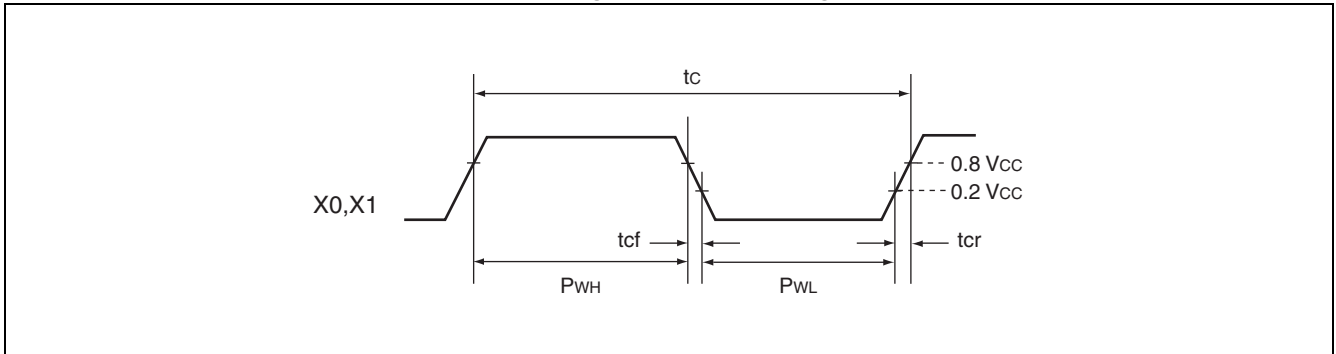 tc
0.8 Vcc
0.2 Vcc
X0,X1
tcf
tcr
PWH
PWL